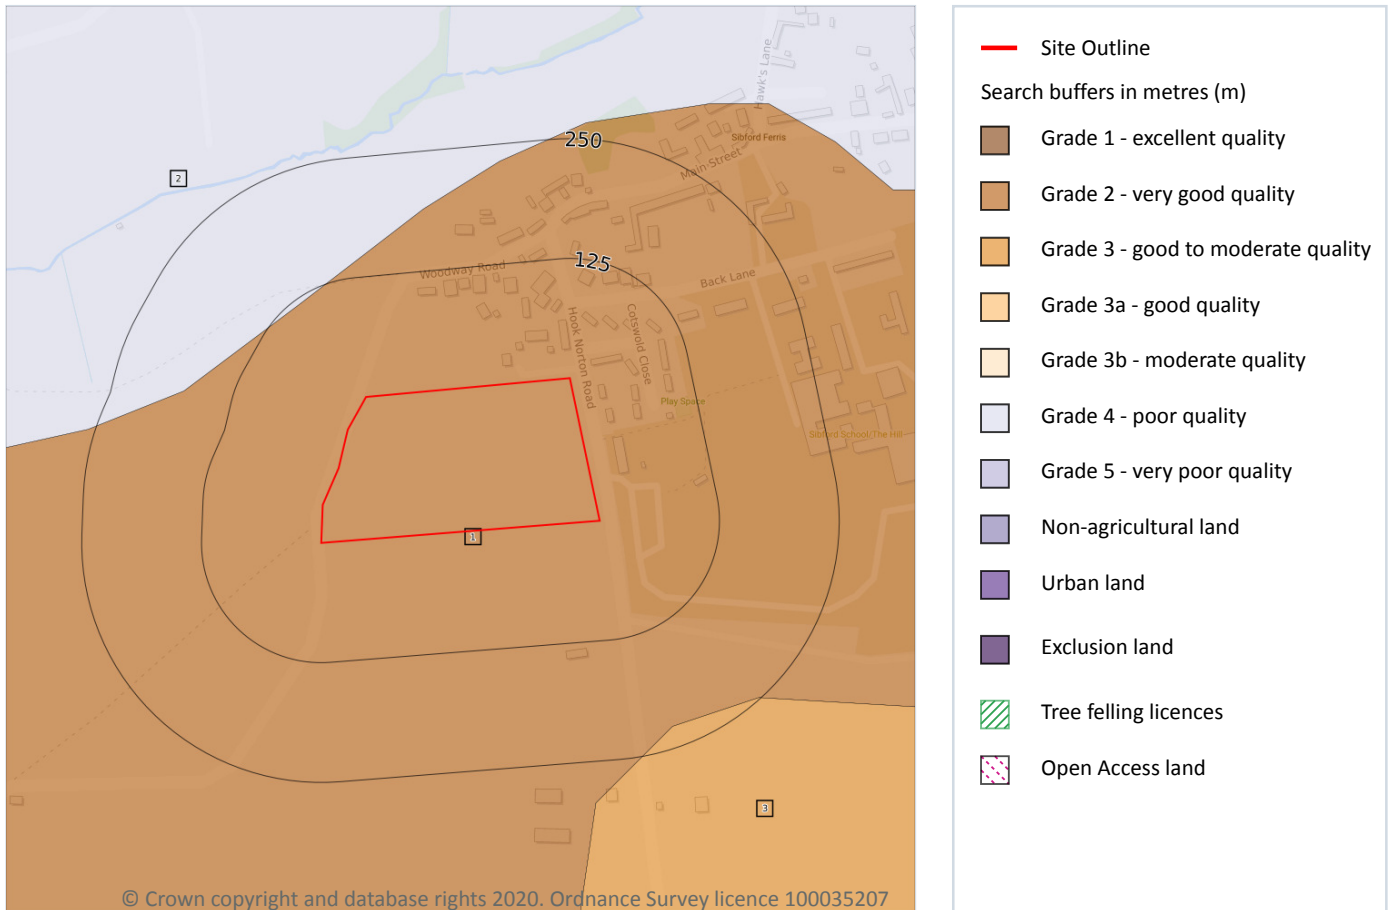 Hawk's Lane
Sibford Ferris
250
Main Street
2
125
Woodway Road
Back Lane
Hook Norton Road
Cotswold Close
Play Space
Sibford School/The Hill
1
3
© Crown copyright and database rights 2020. Ordnance Survey licence 100035207
Site Outline
Search buffers in metres (m)
Grade 1 - excellent quality
Grade 2 - very good quality
Grade 3 - good to moderate quality
Grade 3a - good quality
Grade 3b - moderate quality
Grade 4 - poor quality
Grade 5 - very poor quality
Non-agricultural land
Urban land
Exclusion land
Tree felling licences
Open Access land